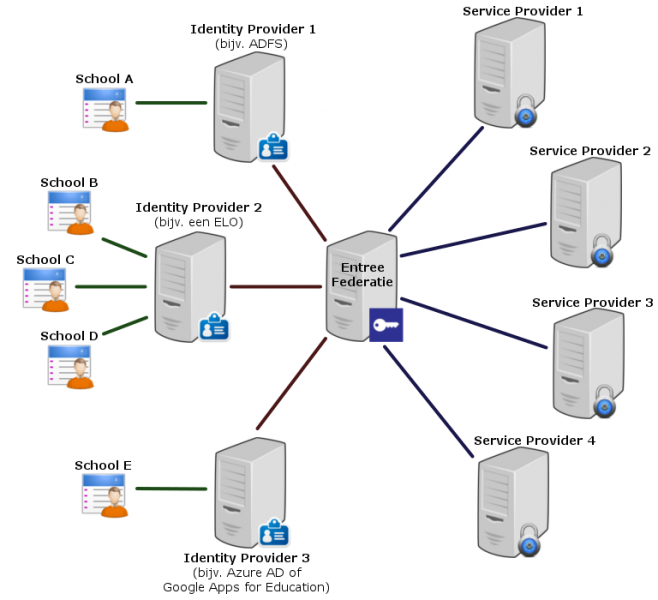 Service Provider 1
Identity Provider 1
(bijv. ADFS)
School A
Service Provider 2
School B
Identity Provider 2
(bijv. een ELO)
School C
Entree
Federatie
Service Provider 3
School D
Service Provider 4
School E
Identity Provider 3
(bijv. Azure AD of
Google Apps for Education)